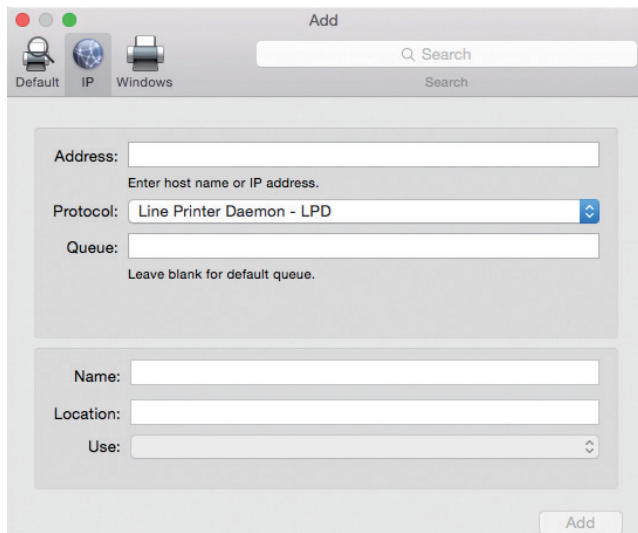 Add
Search
Default IP Windows
Search
Address:
Enter host name or IP address.
Protocol: Line Printer Daemon - LPD
Queue:
Leave blank for default queue.
Name:
Location:
Use:
Add